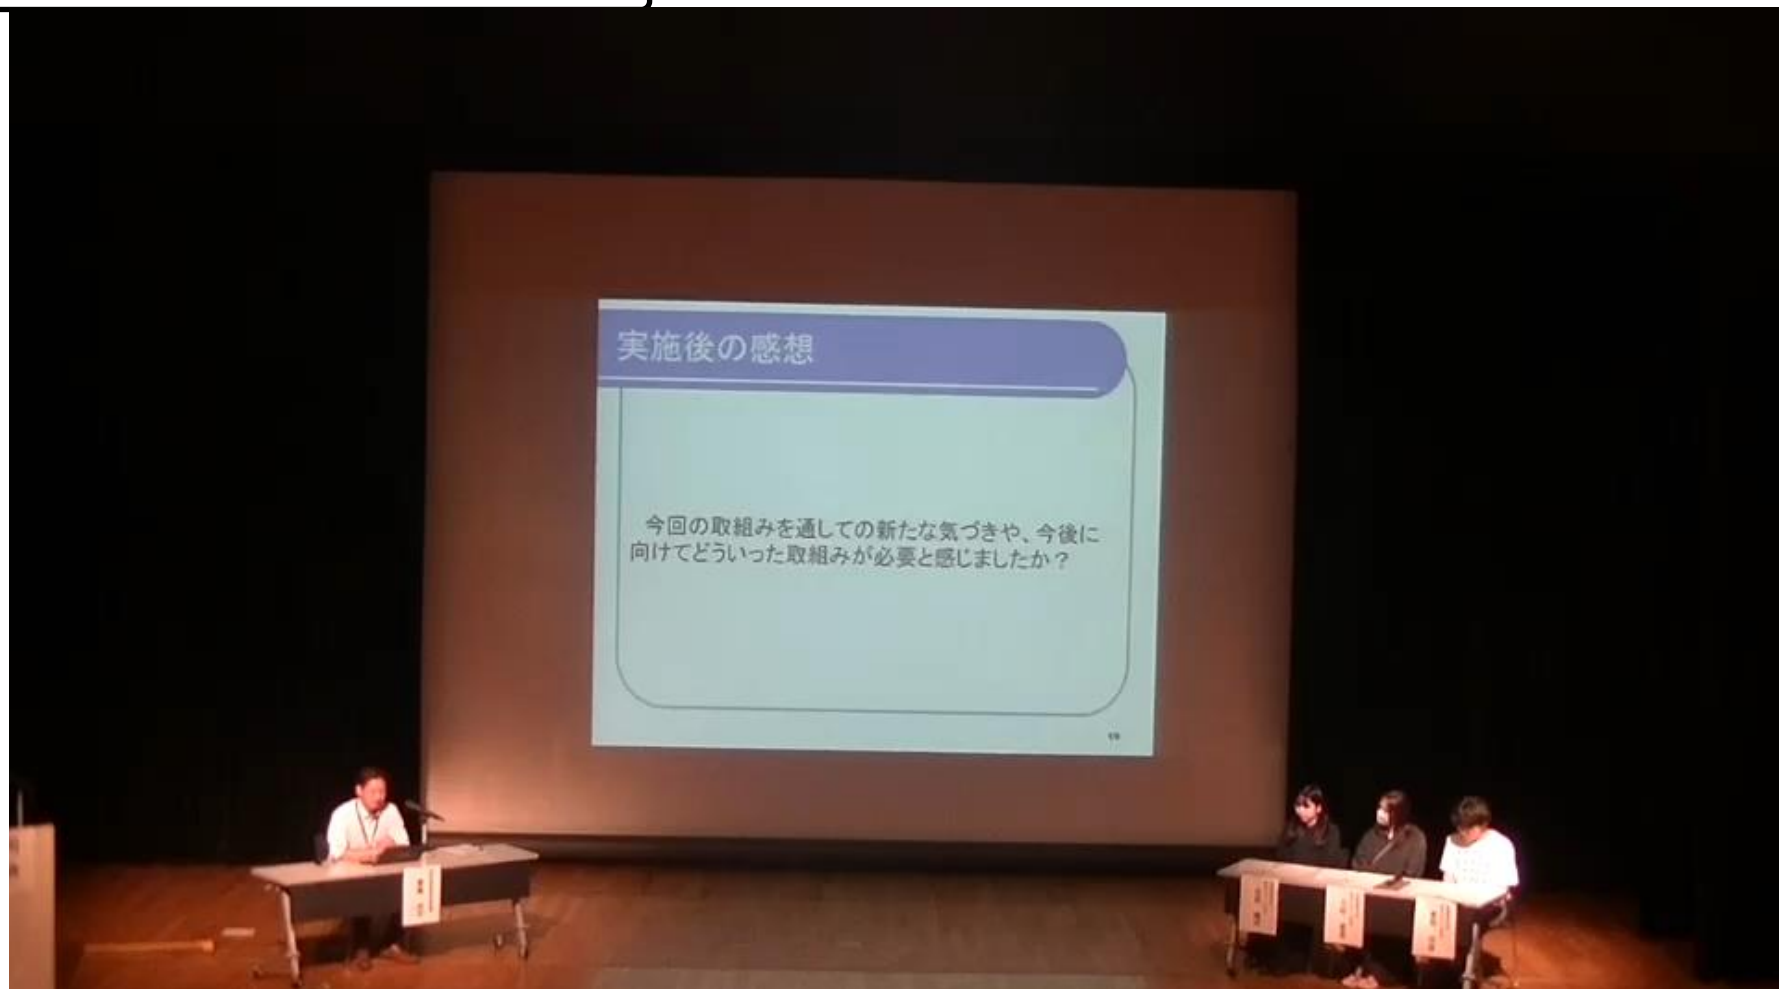 実施後の感想
今回の取組みを通しての新たな気づきや、今後に
向けてどういった取組みが必要と感じましたか？